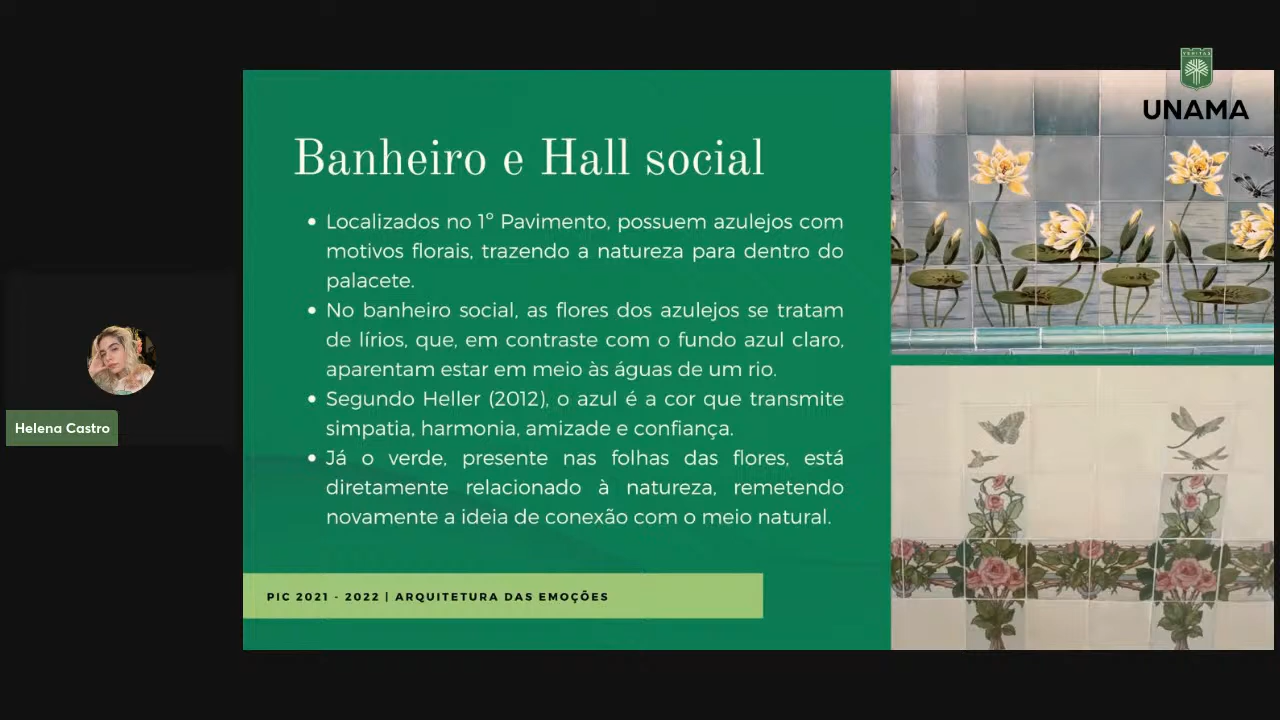 VERITAS
UNAMA
Banheiro e Hall social
• Localizados no 1º Pavimento, possuem azulejos com
motivos florais, trazendo a natureza para dentro do
palacete.
• No banheiro social, as flores dos azulejos se tratam
de lírios, que, em contraste com o fundo azul claro,
aparentam estar em meio às águas de um rio.
• Segundo Heller (2012), o azul é a cor que transmite
simpatia, harmonia, amizade e confiança.
• Já o verde, presente nas folhas das flores, está
diretamente relacionado à natureza, remetendo
novamente a ideia de conexão com o meio natural.
Helena Castro
PIC 2021 - 2022 | ARQUITETURA DAS EMOÇÕES